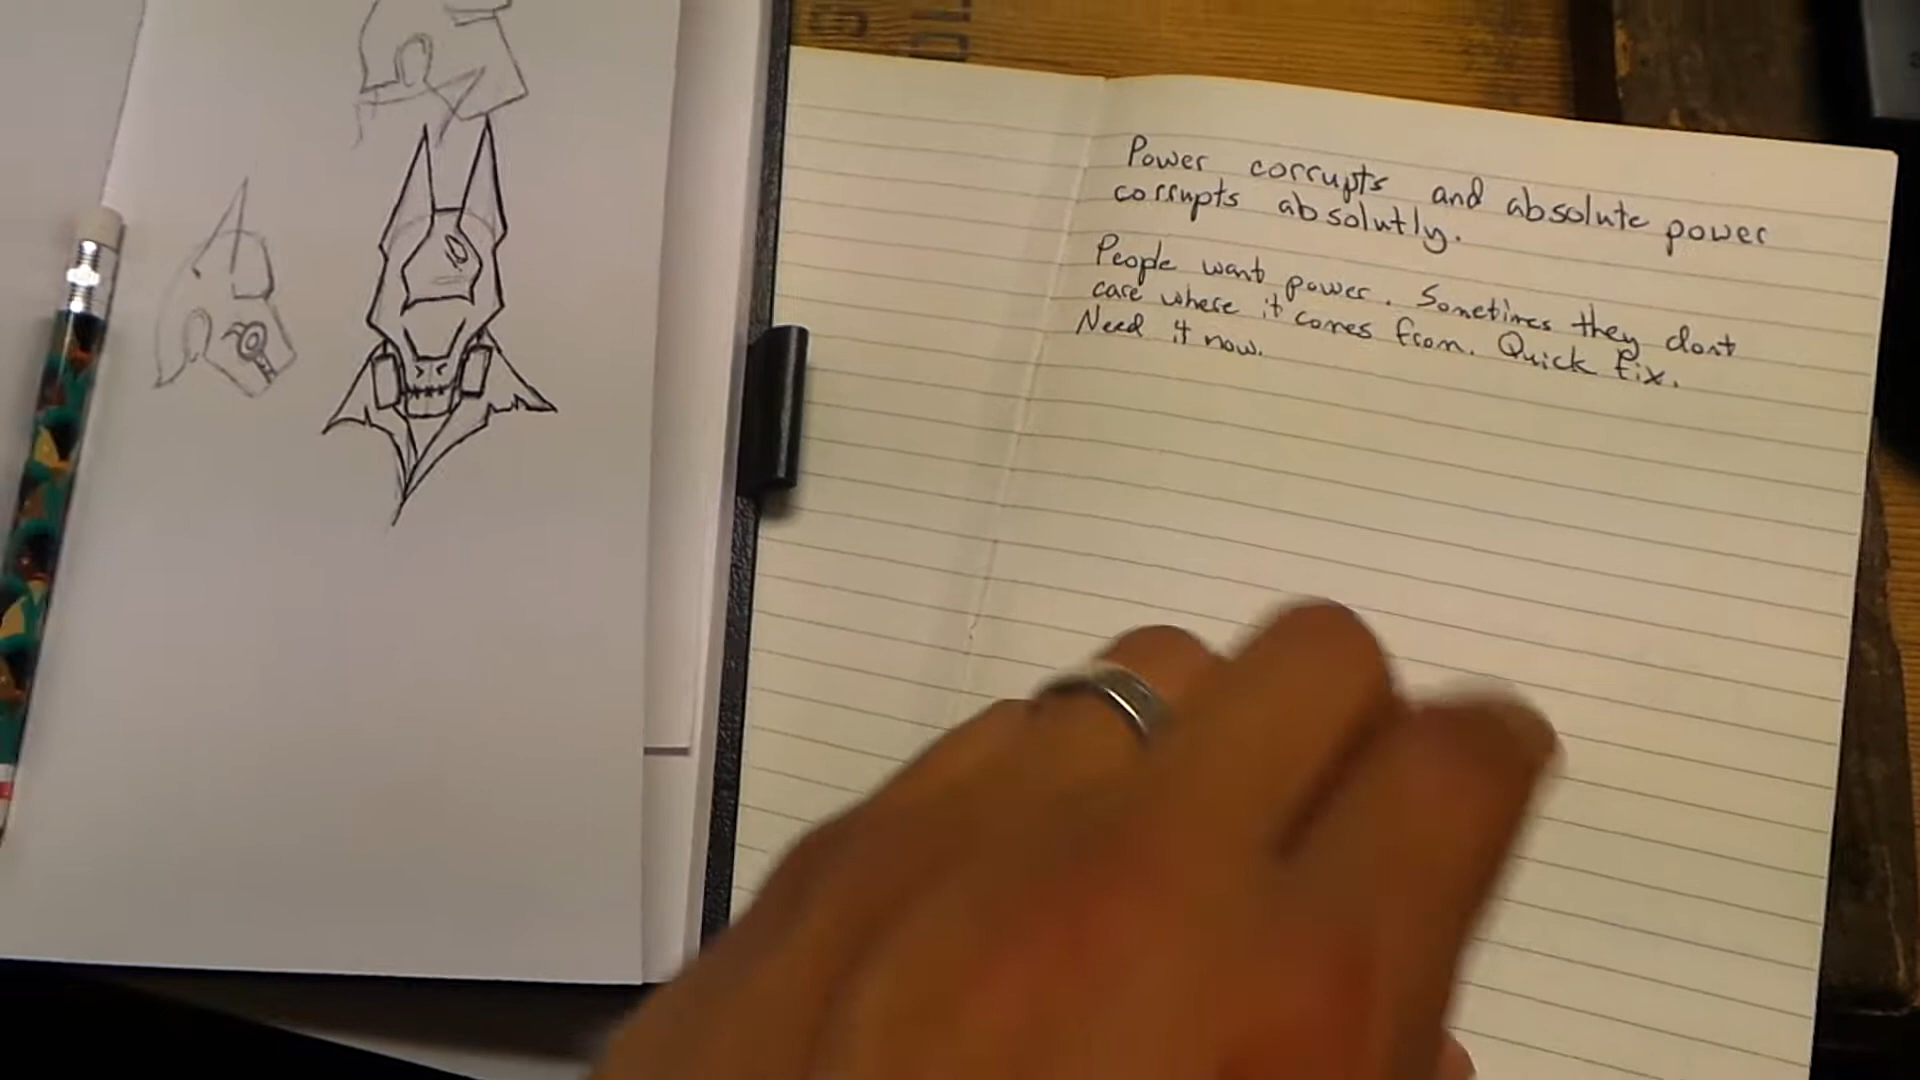 Power corrupts and absolute power
corrupts absolutly.
People want power. Sometimes they dont
care where it comes from. Quick fix.
Need it now.